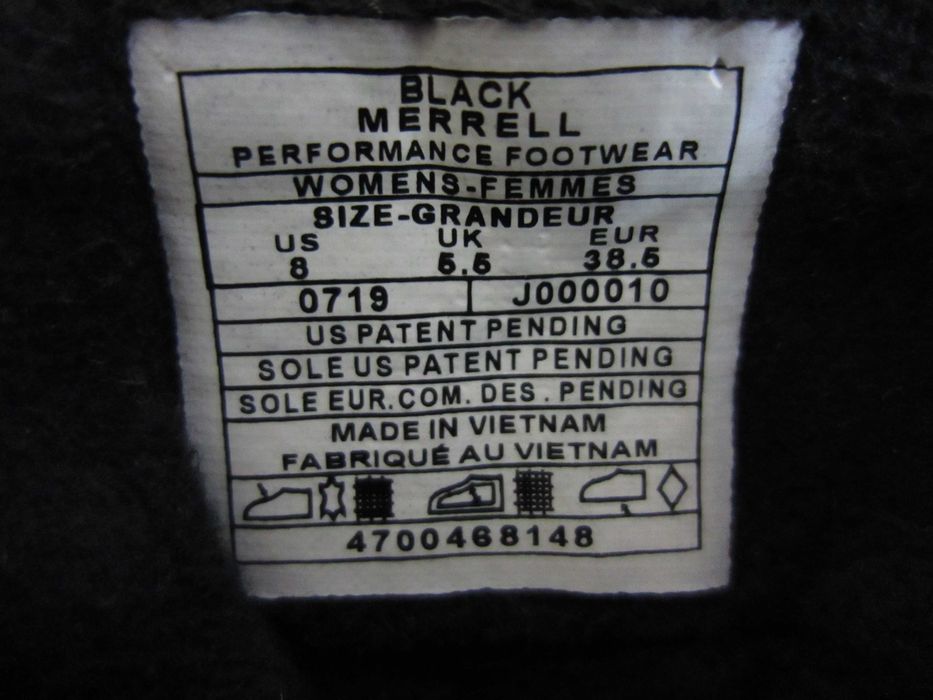 BLACK
MERRELL
PERFORMANCE FOOTWEAR
WOMENS-FEMMES
SIZE-GRANDEUR
US UK EUR
8 5.5 38.5
0719 J000010
US PATENT PENDING
SOLE US PATENT PENDING
SOLE EUR. COM. DES. PENDING
MADE IN VIETNAM
FABRIQUÉ AU VIETNAM
4700468148